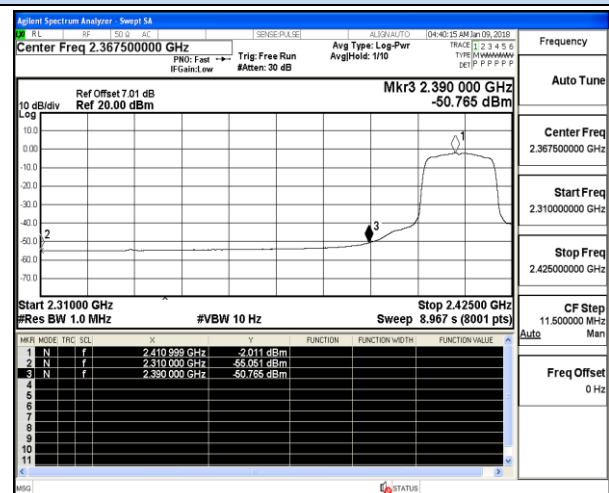 Agilent Spectrum Analyzer - Swept SA
RL RF 50 Ω AC SENSE:PULSE ALIGNAUTO 04:40:15 AM Jan 09, 2018
Center Freq 2.367500000 GHz
PNO: Fast
IFGain:Low
Trig: Free Run
#Atten: 30 dB
Avg Type: Log-Pwr
Avg|Hold: 1/10
TRACE 1 2 3 4 5 6
TYPE M W W W W W
DET P P P P P P
Frequency
Auto Tune
Center Freq
2.367500000 GHz
Start Freq
2.310000000 GHz
Stop Freq
2.425000000 GHz
CF Step
11.500000 MHz
Auto Man
Freq Offset
0 Hz
Ref Offset 7.01 dB
10 dB/div Ref 20.00 dBm
Log
Mkr3 2.390 000 GHz
-50.765 dBm
10.0
0.00
-10.0
-20.0
-30.0
-40.0
-50.0
-60.0
-70.0
1
2
3
Start 2.31000 GHz Stop 2.42500 GHz
#Res BW 1.0 MHz #VBW 10 Hz Sweep 8.967 s (8001 pts)
MKR MODE TRC SCL X Y FUNCTION FUNCTION WIDTH FUNCTION VALUE
1 N f 2.410 999 GHz -2.011 dBm
2 N f 2.310 000 GHz -55.051 dBm
3 N f 2.390 000 GHz -50.765 dBm
4
5
6
7
8
9
10
11
MSG STATUS